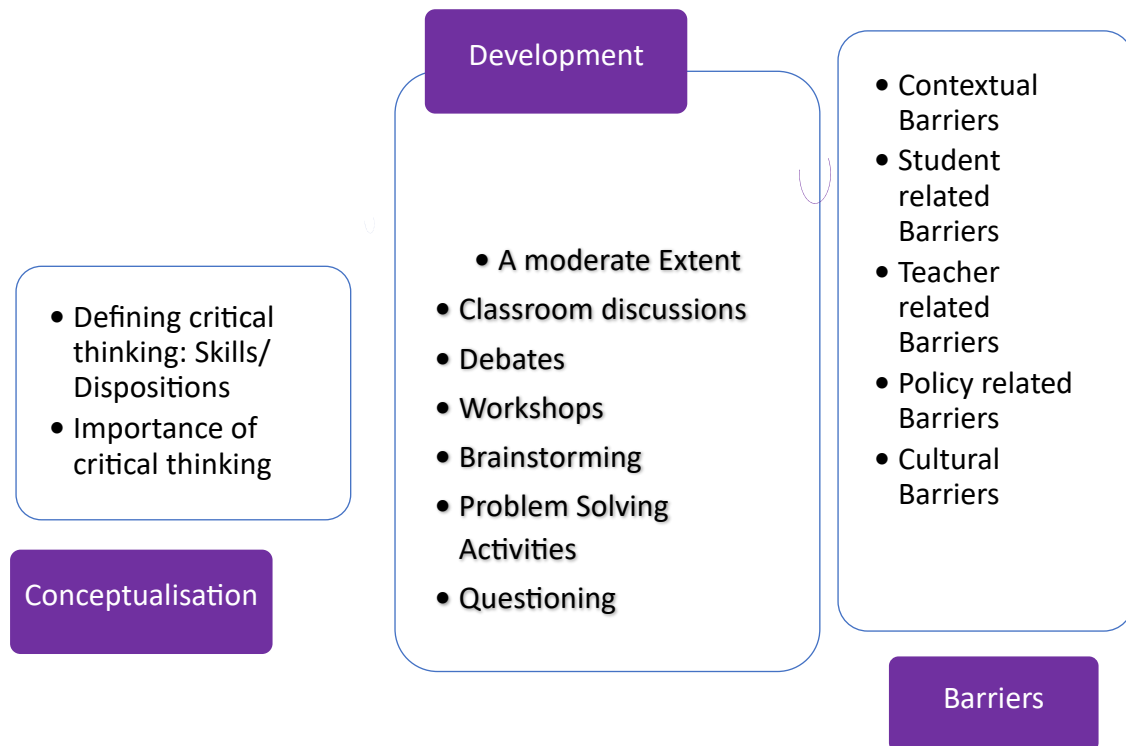 • Defining critical
thinking: Skills/
Dispositions
• Importance of
critical thinking
Conceptualisation
Development
• A moderate Extent
• Classroom discussions
• Debates
• Workshops
• Brainstorming
• Problem Solving
Activities
• Questioning
• Contextual
Barriers
• Student
related
Barriers
• Teacher
related
Barriers
• Policy related
Barriers
• Cultural
Barriers
Barriers